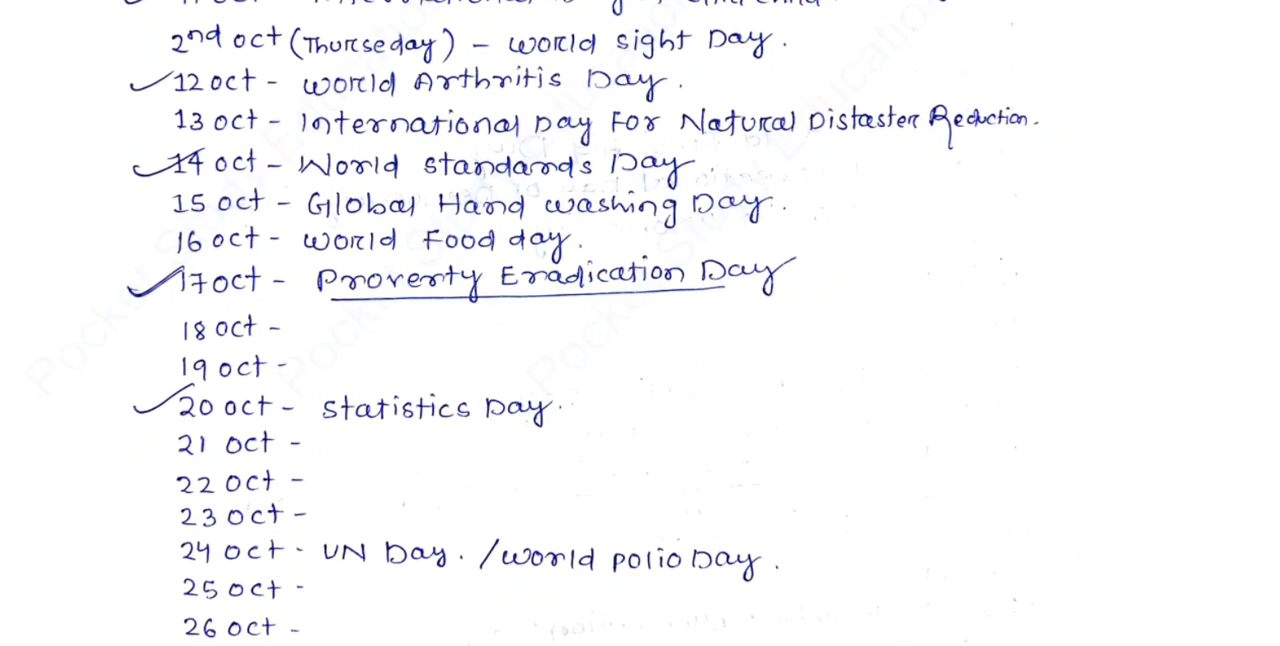 2nd oct (Thurseday) - world sight Day.
12 oct - world Arthritis Day.
13 oct - International Day For Natural Distaster Reduction.
14 oct - World standards Day
15 oct - Global Hand washing Day.
16 oct - world Food day.
17 oct - Proverty Eradication Day
18 oct -
19 oct -
20 oct - statistics Day.
21 oct -
22 oct -
23 oct -
24 oct - UN Day. / world polio Day.
25 oct -
26 oct -